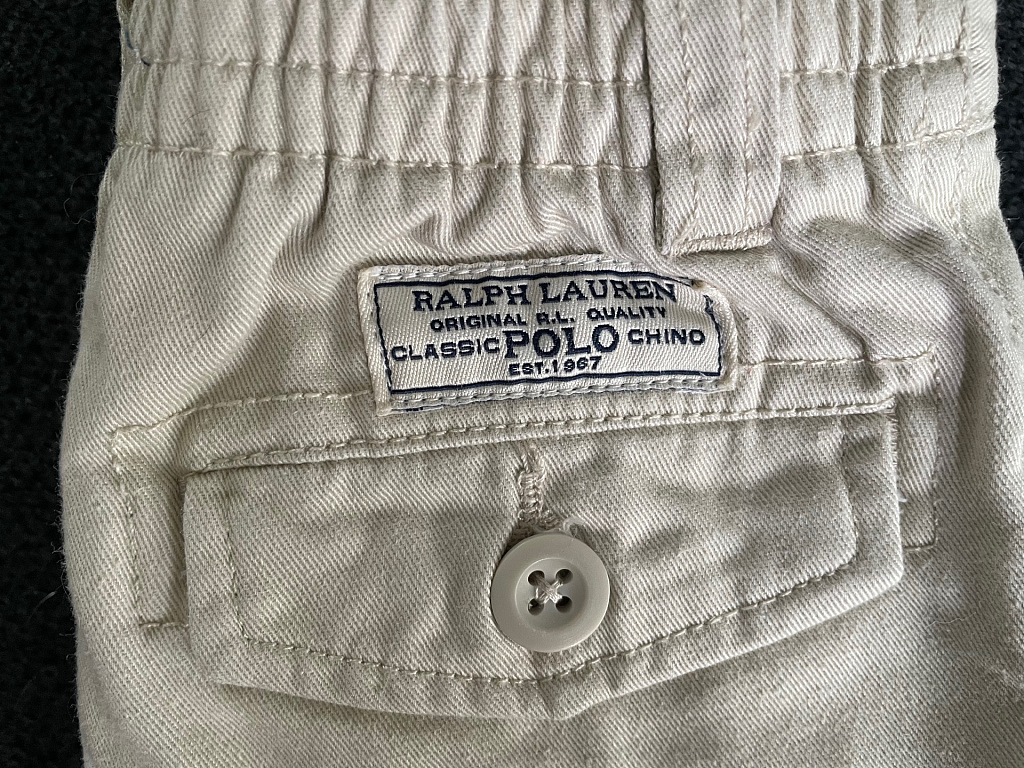 RALPH LAUREN
ORIGINAL R.L. QUALITY
CLASSIC POLO CHINO
EST. 1967